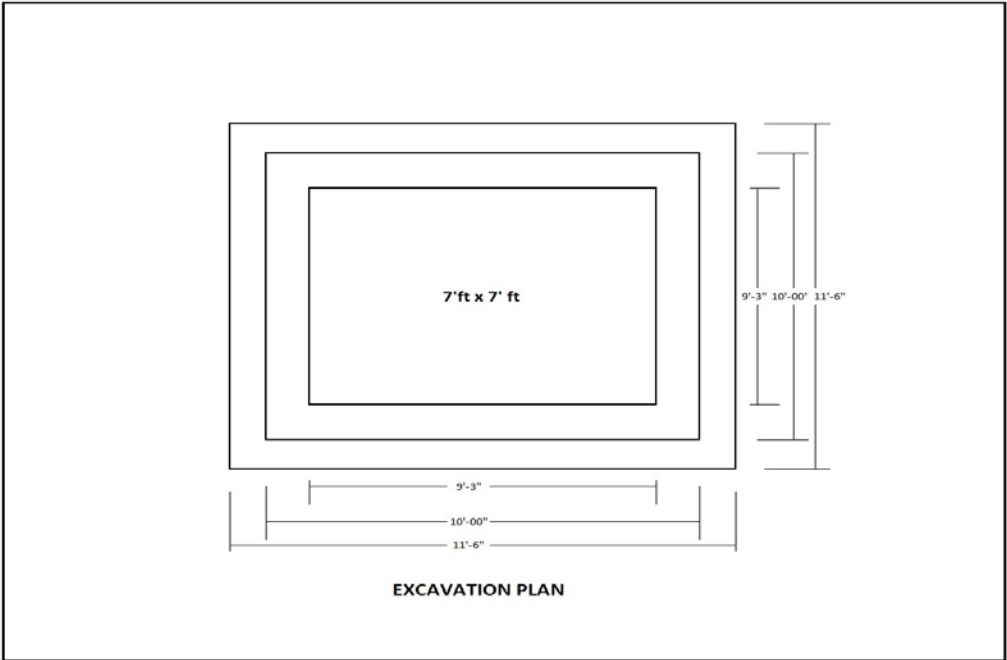 7'ft x 7' ft
9'-3" 10'-00' 11'-6"
9'-3"
10'-00"
11'-6"
EXCAVATION PLAN